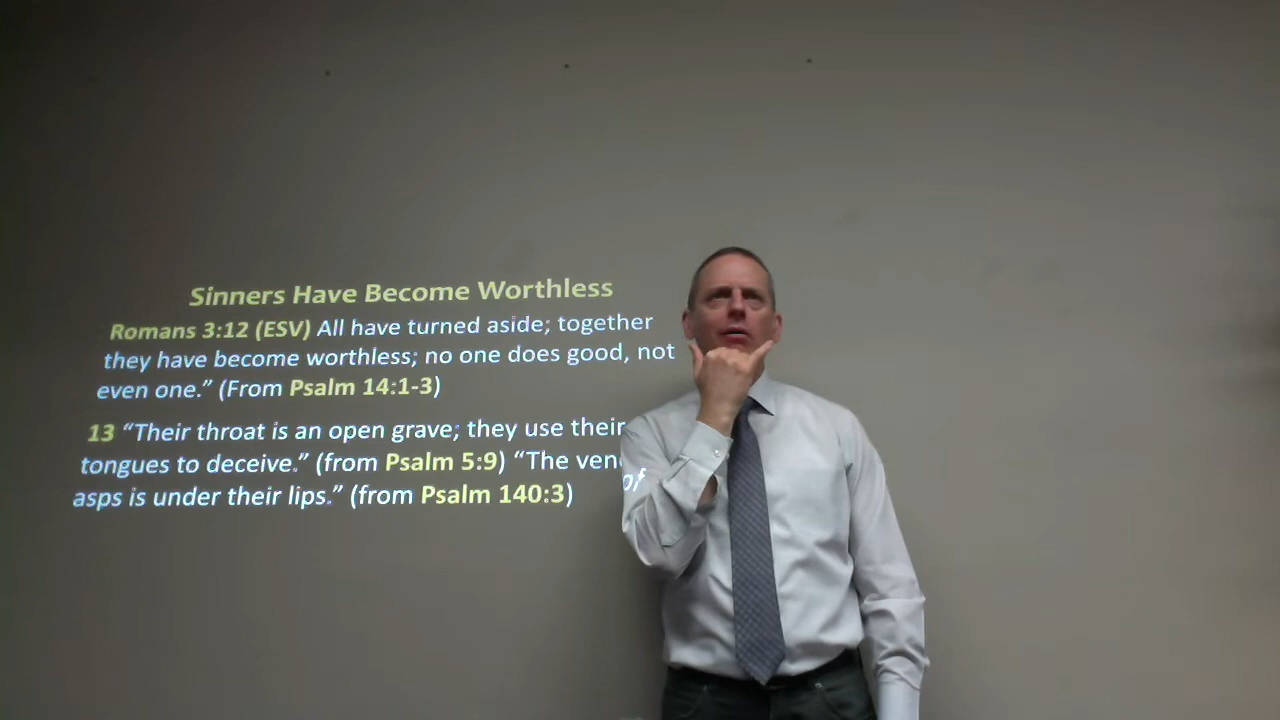 Sinners Have Become Worthless
Romans 3:12 (ESV) All have turned aside; together
they have become worthless; no one does good, not
even one.” (From Psalm 14:1-3)
13 “Their throat is an open grave; they use their
tongues to deceive.” (from Psalm 5:9) “The of
asps is under their lips.” (from Psalm 140:3)